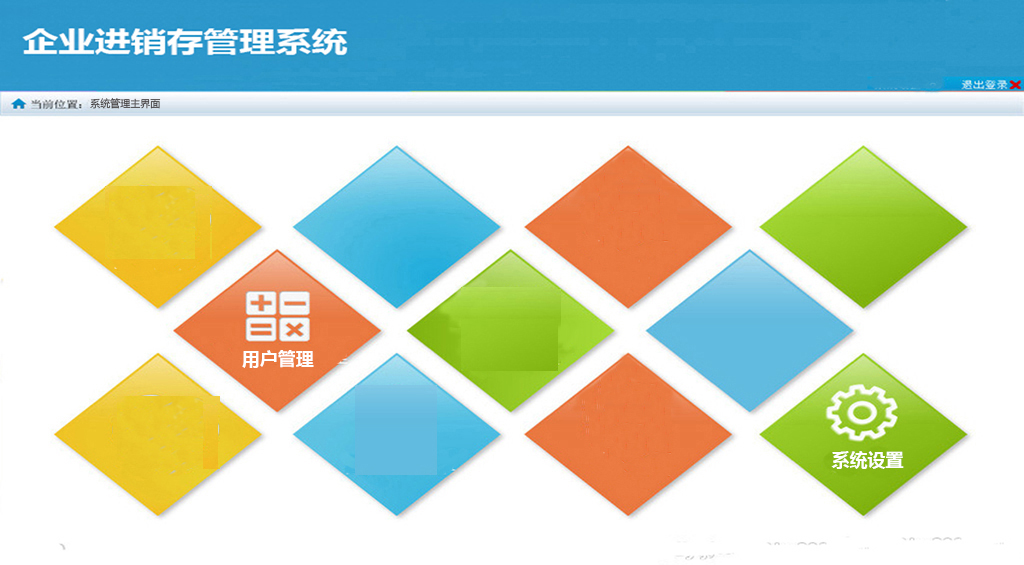 企业进销存管理系统
退出登录
当前位置： 系统管理主界面
用户管理
系统设置